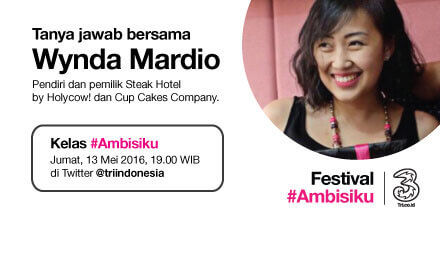 Tanya jawab bersama
Wynda Mardio
Pendiri dan pemilik Steak Hotel
by Holycow! dan Cup Cakes Company.
Kelas #Ambisiku
Jumat, 13 Mei 2016, 19.00 WIB
di Twitter @triindonesia
Festival
#Ambisiku
3
Tri.co.id